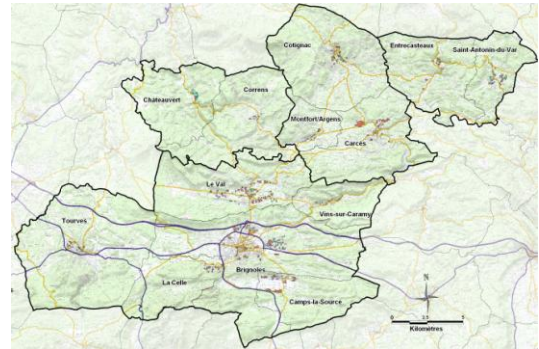 Cotignac
Entrecasteaux
Saint-Antonin-du-Var
Châteauvert
Correns
Montfort/Argens
Carcès
Le Val
Vins-sur-Caramy
Tourves
Brignoles
La Celle
Camps-la-Source
N
Kilomètres